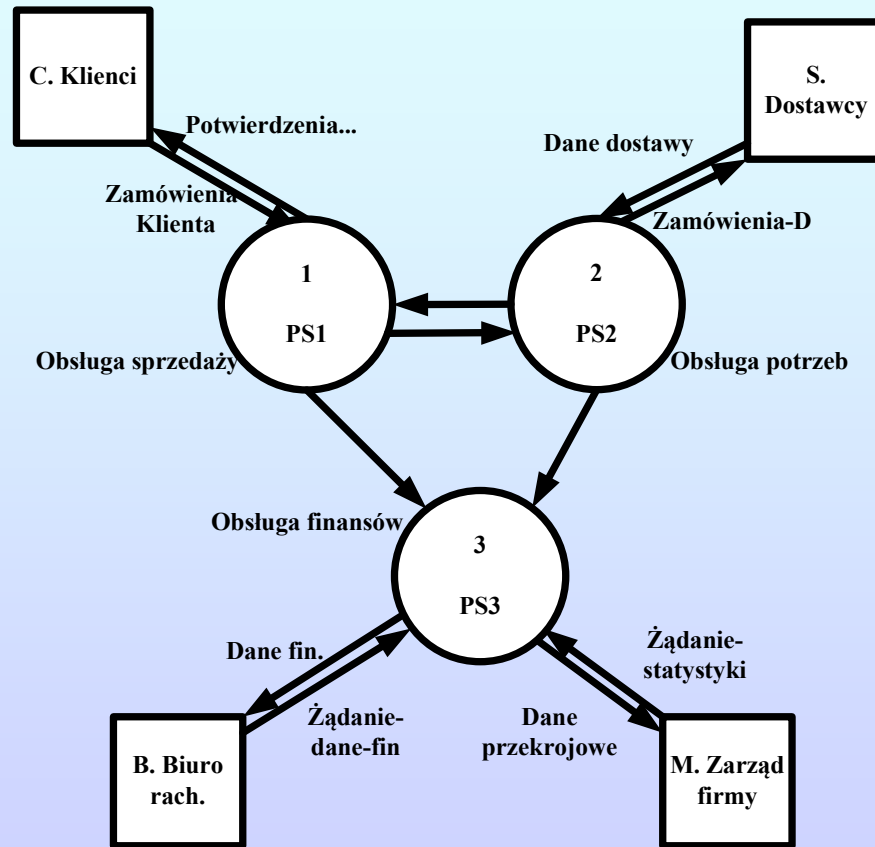 C. Klienci
S.
Dostawcy
Potwierdzenia...
Dane dostawy
Zamówienia
Klienta
Zamówienia-D
1
PS1
2
PS2
Obsługa sprzedaży
Obsługa potrzeb
Obsługa finansów
3
PS3
Dane fin.
Żądanie-
statystyki
Żądanie-
dane-fin
Dane
przekrojowe
B. Biuro
rach.
M. Zarząd
firmy